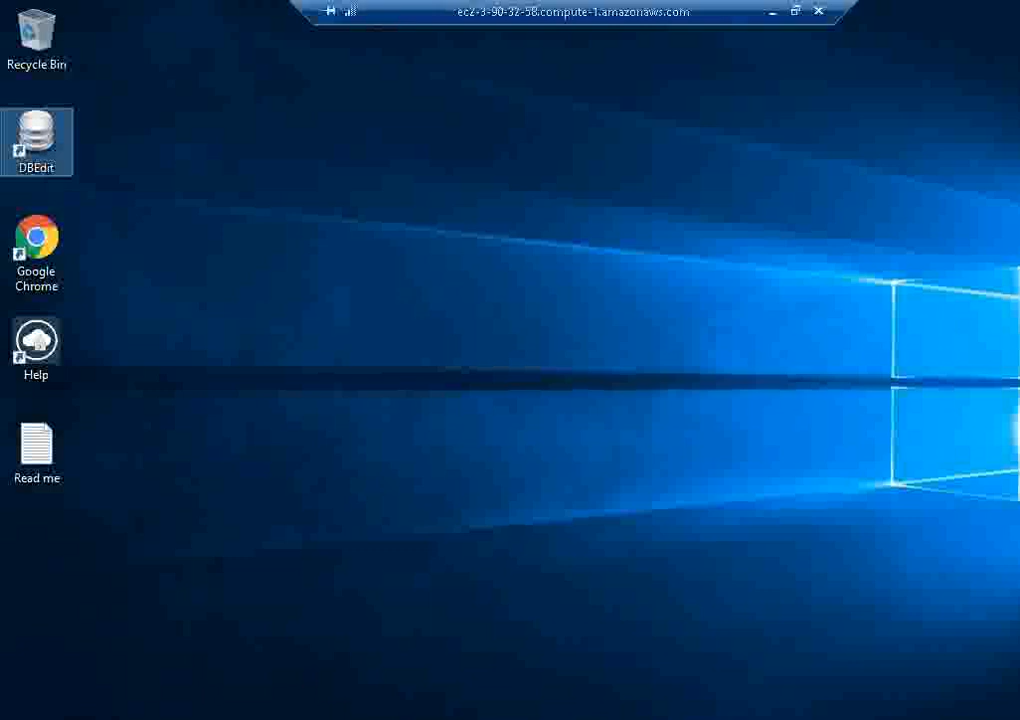 ec2-3-90-32-58.compute-1.amazonaws.com
Recycle Bin
DBEdit
Google
Chrome
Help
Read me